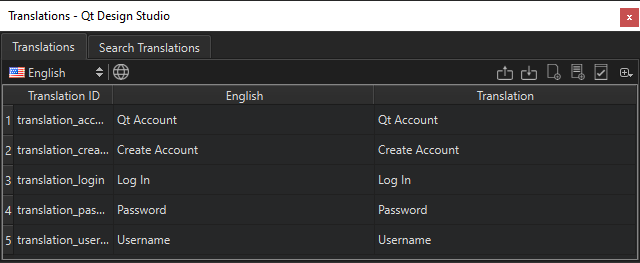 Translations - Qt Design Studio
Translations Search Translations
English
Translation ID English Translation
1 translation_acc... Qt Account Qt Account
2 translation_crea... Create Account Create Account
3 translation_login Log In Log In
4 translation_pas... Password Password
5 translation_user... Username Username